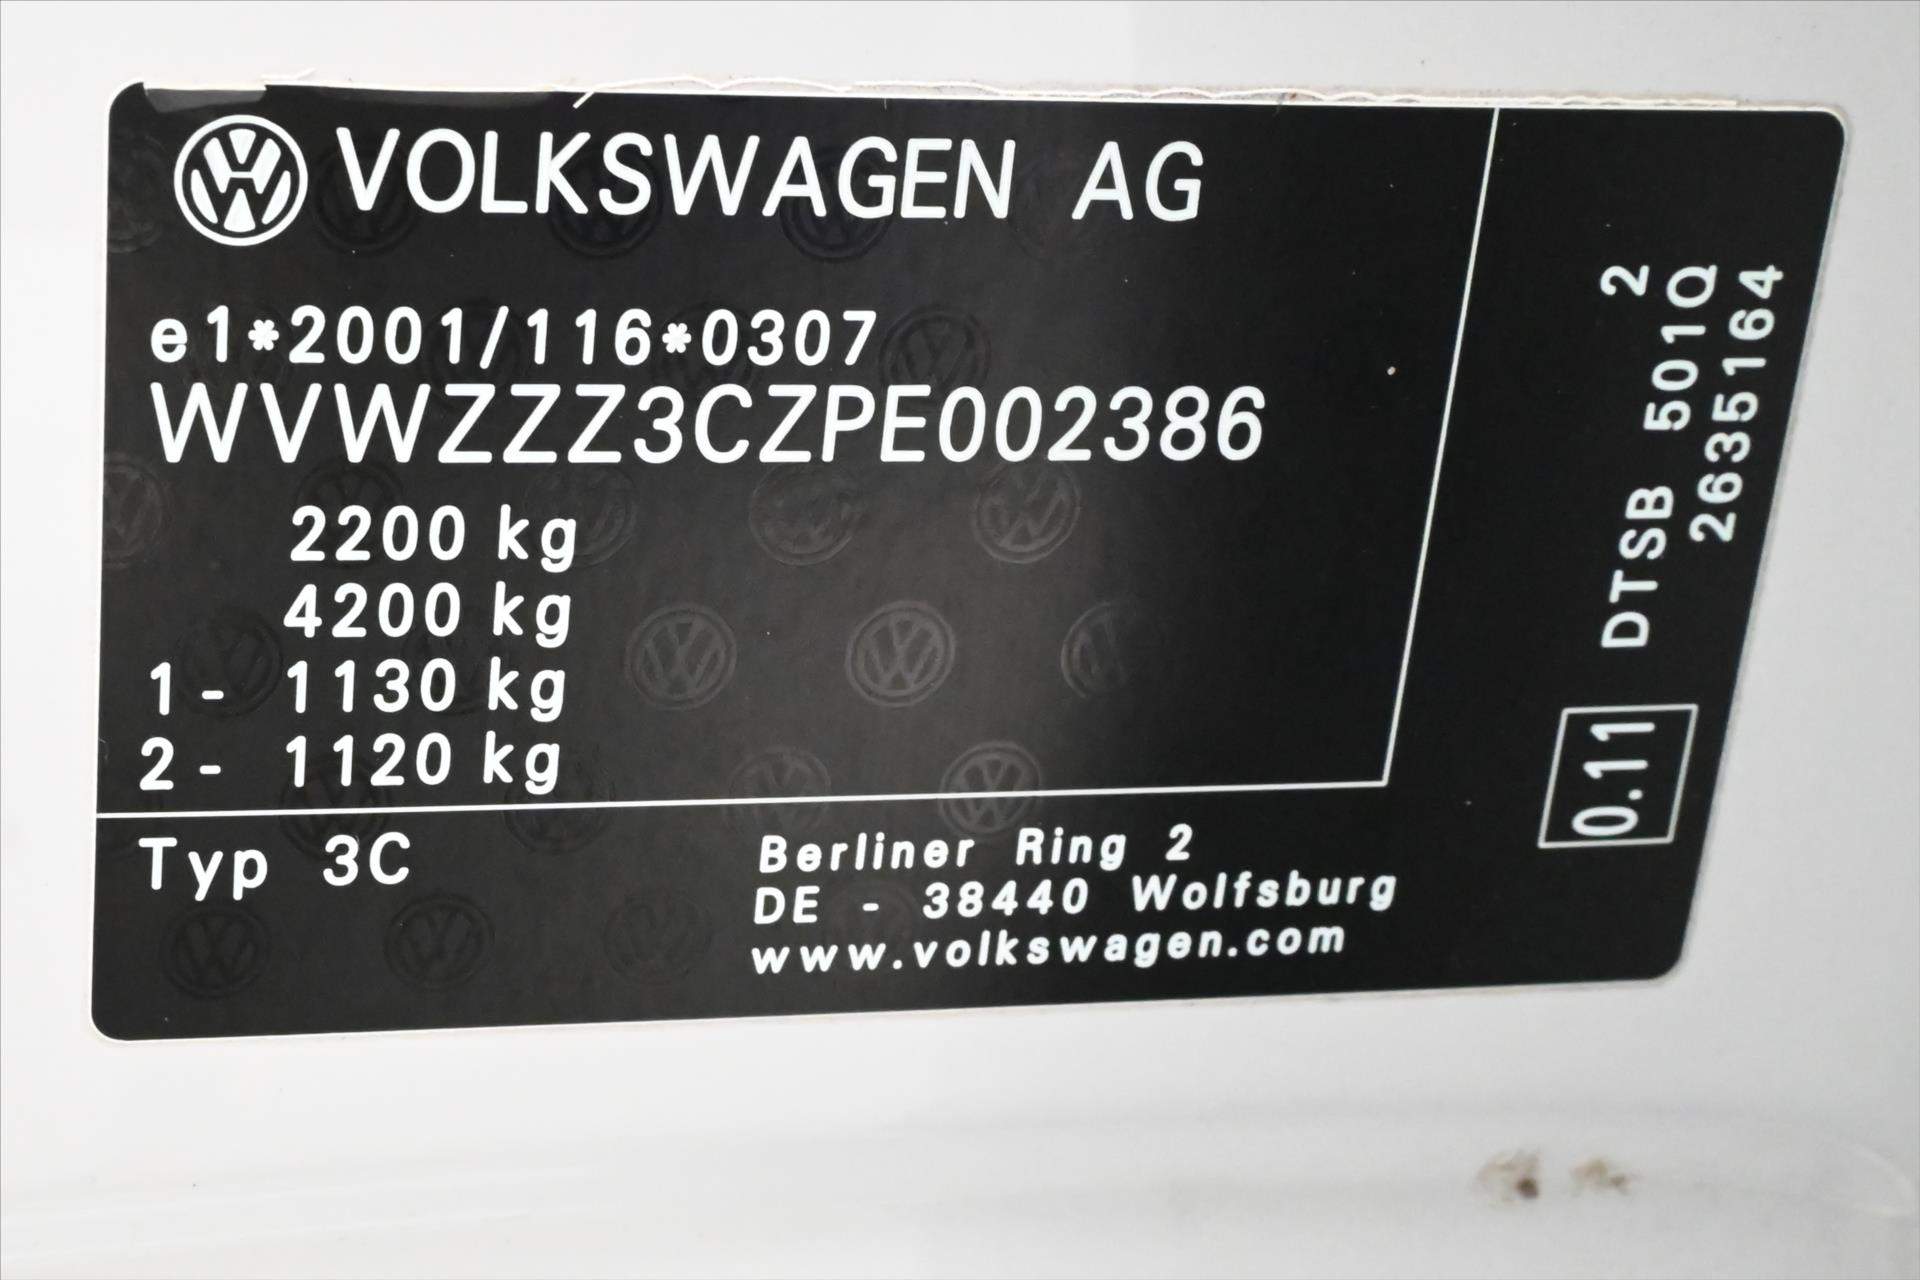 VOLKSWAGEN AG
e1*2001/116*0307
WVWZZZ3CZPE002386
2200 kg
4200 kg
1- 1130 kg
2- 1120 kg
Typ 3C
Berliner Ring 2
DE - 38440 Wolfsburg
www.volkswagen.com
0.11 DTSB 501Q 2
2635164